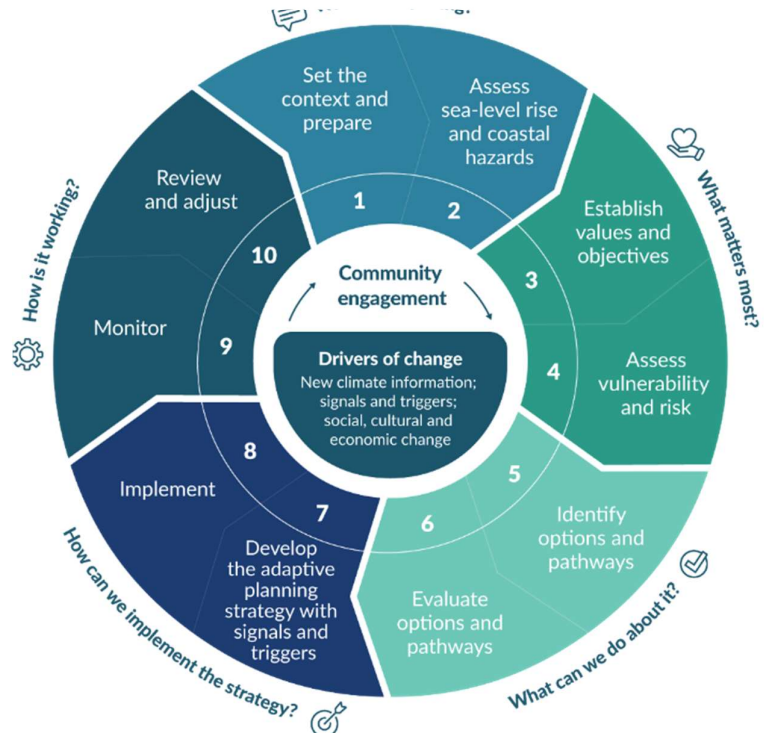 Set the
context and
prepare
1
Assess
sea-level rise
and coastal
hazards
2
What matters most?
Establish
values and
objectives
3
Assess
vulnerability
and risk
4
What can we do about it?
Identify
options and
pathways
5
Evaluate
options and
pathways
6
How can we implement the strategy?
Develop
the adaptive
planning
strategy with
signals and
triggers
7
Implement
8
How is it working?
Monitor
9
Review
and adjust
10
Community
engagement
Drivers of change
New climate information;
signals and triggers;
social, cultural and
economic change